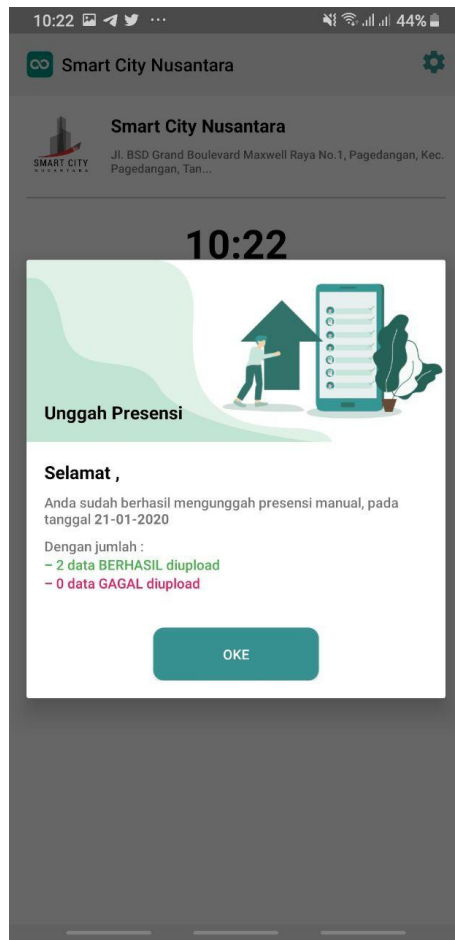 10:22
44%
Smart City Nusantara
Smart City Nusantara
Jl. BSD Grand Boulevard Maxwell Raya No.1, Pagedangan, Kec.
Pagedangan, Tan...
SMART CITY
NUSANTARA
10:22
Unggah Presensi
Selamat ,
Anda sudah berhasil mengunggah presensi manual, pada
tanggal 21-01-2020
Dengan jumlah :
– 2 data BERHASIL diupload
– 0 data GAGAL diupload
OKE